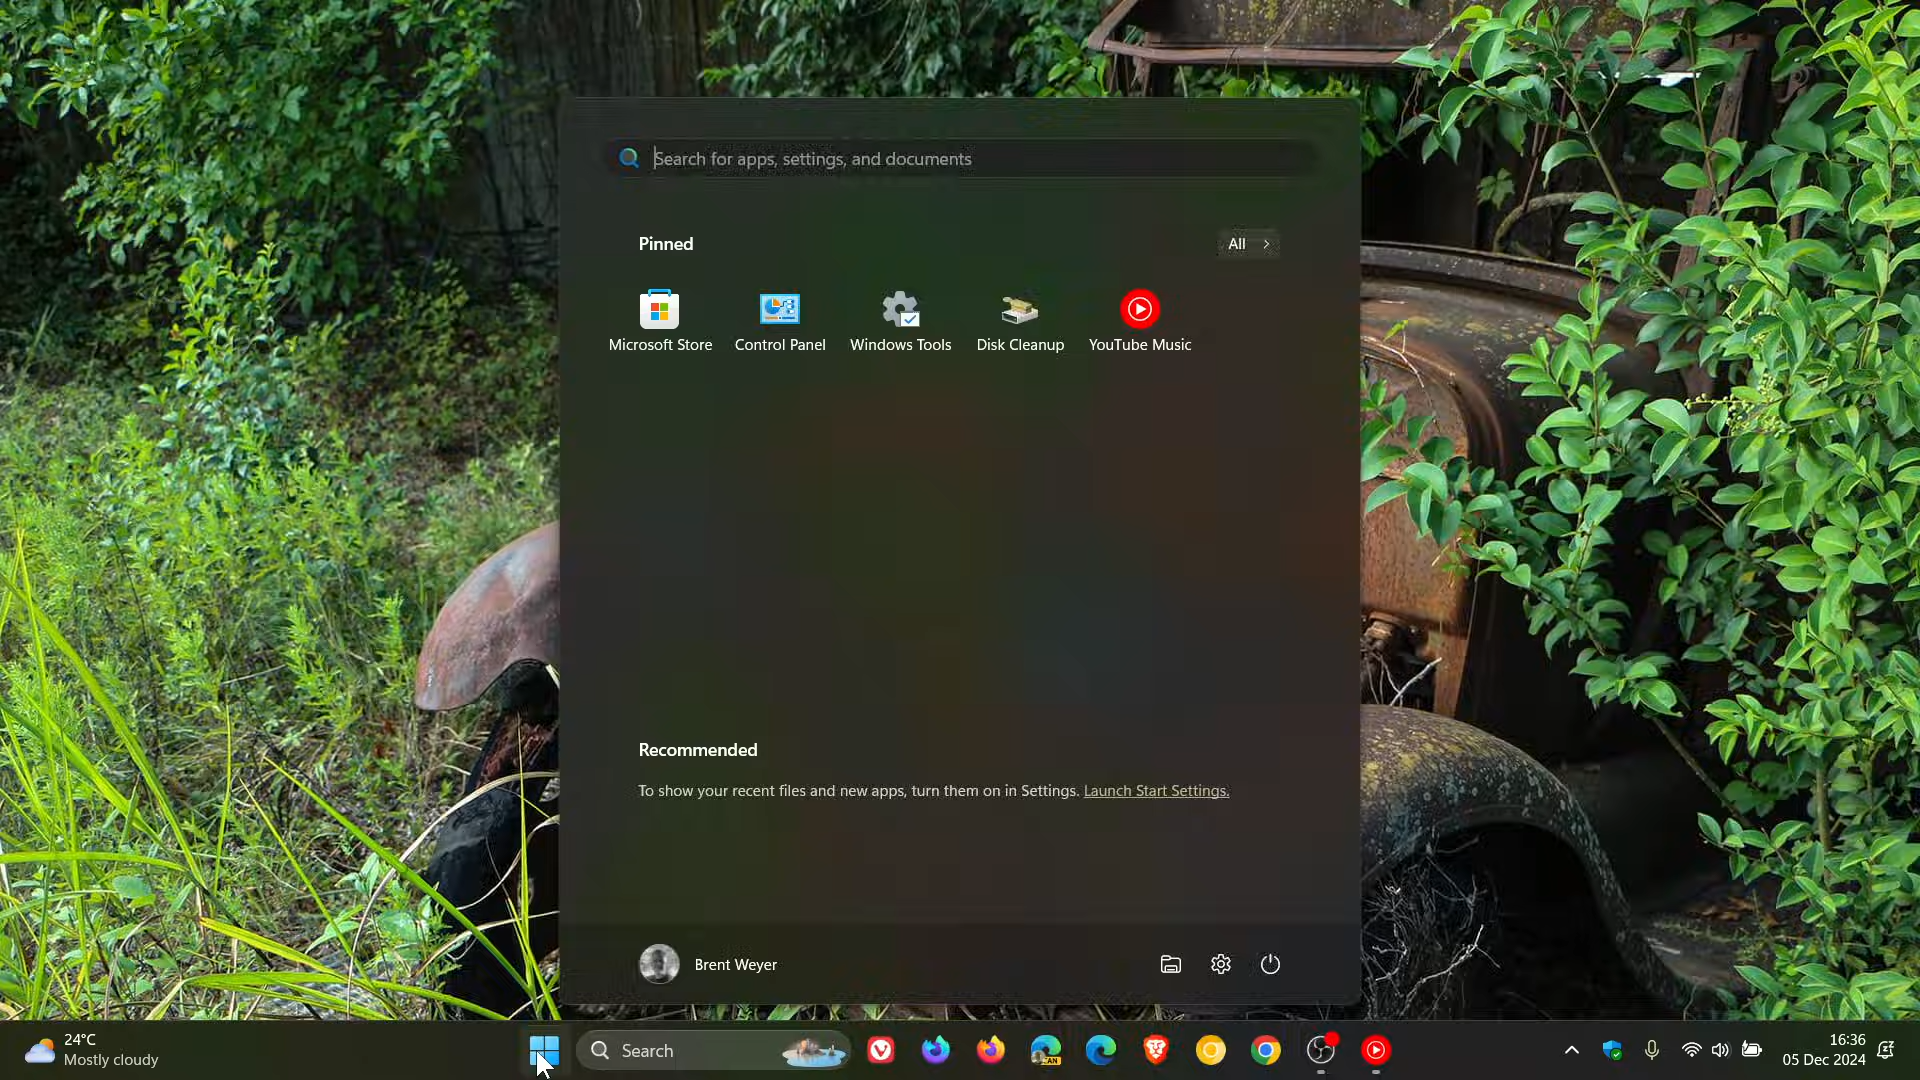 Search for apps, settings, and documents
Pinned
All
Microsoft Store
Control Panel
Windows Tools
Disk Cleanup
YouTube Music
Recommended
To show your recent files and new apps, turn them on in Settings. Launch Start Settings.
Brent Weyer
24°C
Mostly cloudy
Search
CAN
16:36
05 Dec 2024